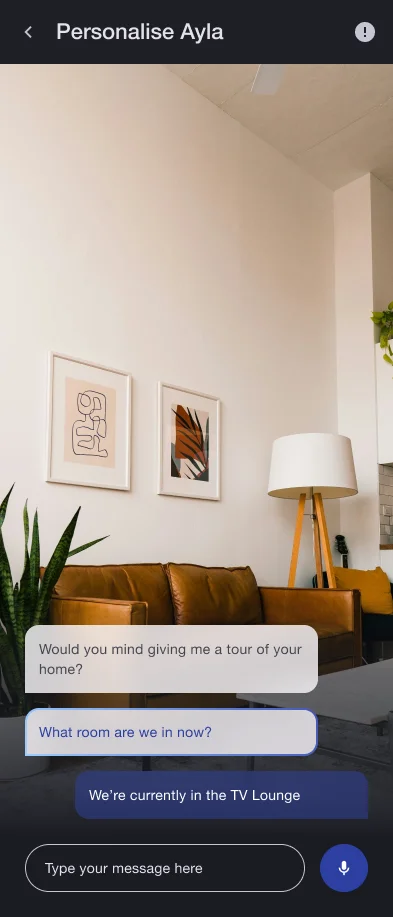 Personalise Ayla
Would you mind giving me a tour of your
home?
What room are we in now?
We're currently in the TV Lounge
Type your message here